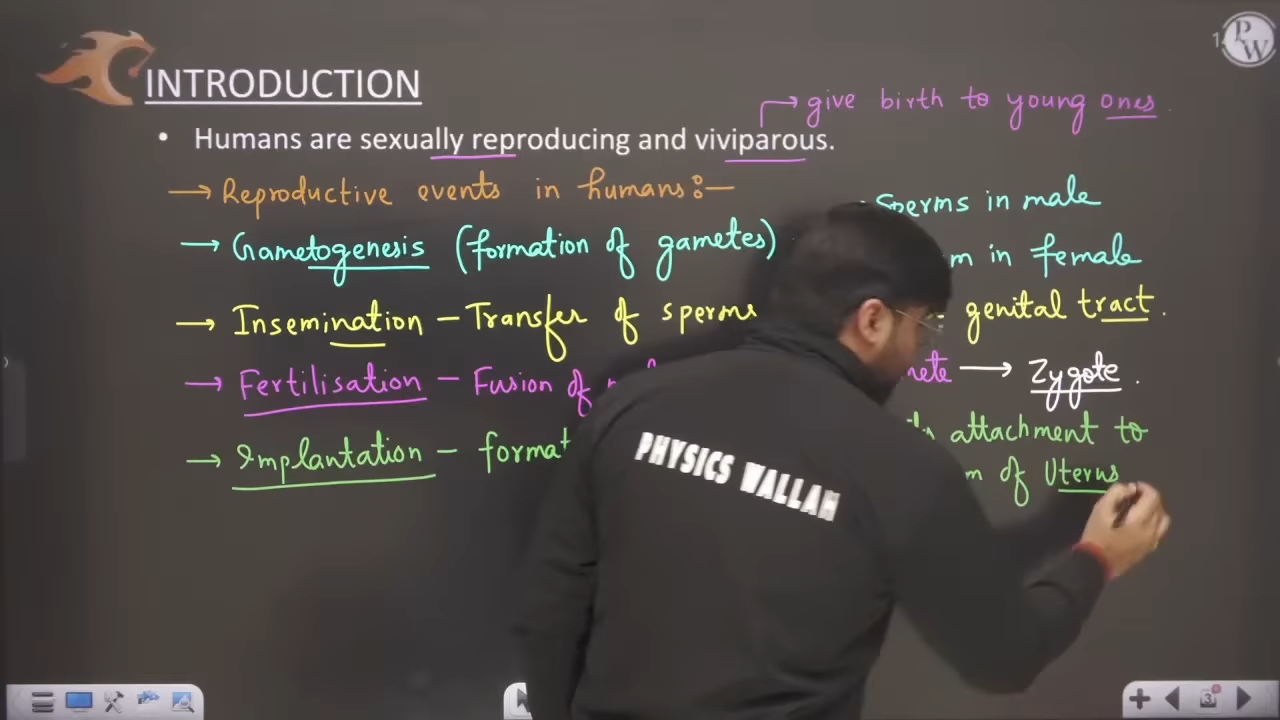 PW
INTRODUCTION
• Humans are sexually reproducing and viviparous.
→ give birth to young ones
→ Reproductive events in humans:—
→ Gametogenesis (formation of gametes)
sperms in male
in female
→ Insemination – Transfer of sperms
genital tract.
→ Fertilisation – Fusion of
→ Zygote.
→ Implantation –
attachment to
of Uterus
PHYSICS WALLAH